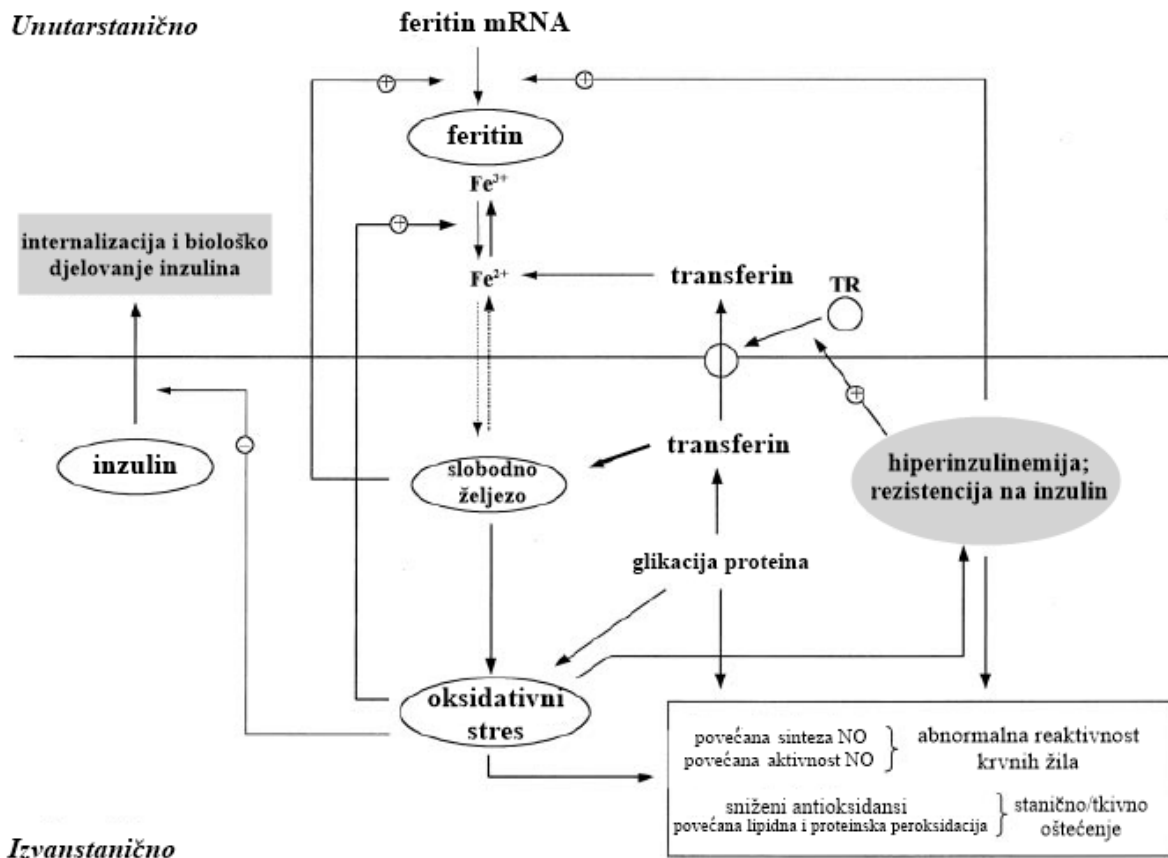 Unutarstanično
feritin mRNA
+
+
feritin
Fe³⁺
+
internalizacija i biološko
djelovanje inzulina
Fe²⁺
transferin
TR
+
inzulin
−
transferin
slobodno
željezo
hiperinzulinemija;
rezistencija na inzulin
glikacija proteina
oksidativni
stres
povećana sinteza NO
povećana aktivnost NO
abnormalna reaktivnost
krvnih žila
sniženi antioksidansi
povećana lipidna i proteinska peroksidacija
stanično/tkivno
oštećenje
Izvanstanično